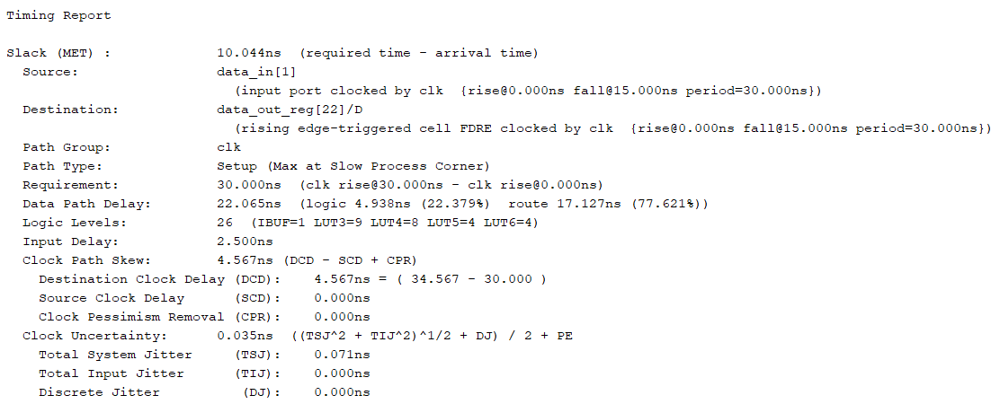 Timing Report
Slack (MET) : 10.044ns (required time - arrival time)
Source: data_in[1]
(input port clocked by clk {rise@0.000ns fall@15.000ns period=30.000ns})
Destination: data_out_reg[22]/D
(rising edge-triggered cell FDRE clocked by clk {rise@0.000ns fall@15.000ns period=30.000ns})
Path Group: clk
Path Type: Setup (Max at Slow Process Corner)
Requirement: 30.000ns (clk rise@30.000ns - clk rise@0.000ns)
Data Path Delay: 22.065ns (logic 4.938ns (22.379%) route 17.127ns (77.621%))
Logic Levels: 26 (IBUF=1 LUT3=9 LUT4=8 LUT5=4 LUT6=4)
Input Delay: 2.500ns
Clock Path Skew: 4.567ns (DCD - SCD + CPR)
Destination Clock Delay (DCD): 4.567ns = ( 34.567 - 30.000 )
Source Clock Delay (SCD): 0.000ns
Clock Pessimism Removal (CPR): 0.000ns
Clock Uncertainty: 0.035ns ((TSJ^2 + TIJ^2)^1/2 + DJ) / 2 + PE
Total System Jitter (TSJ): 0.071ns
Total Input Jitter (TIJ): 0.000ns
Discrete Jitter (DJ): 0.000ns